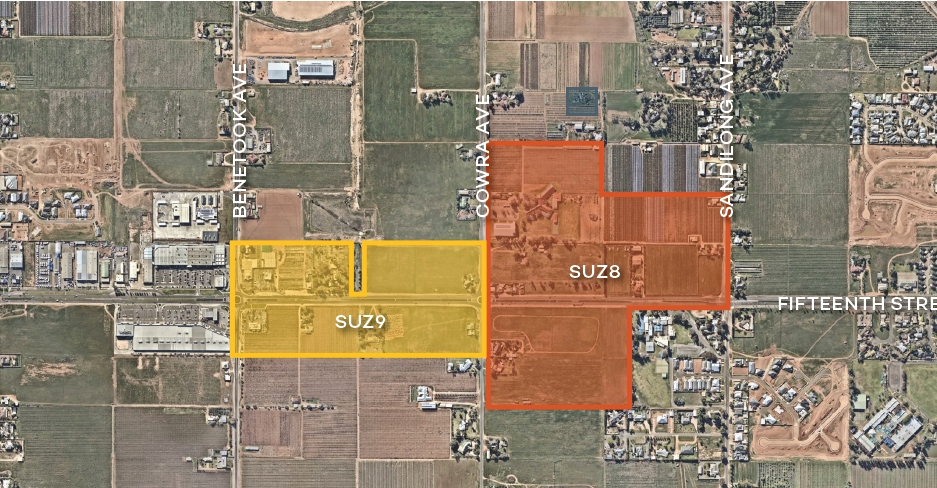 BENETOOK AVE
COWRA AVE
SANDILONG AVE
SUZ8
FIFTEENTH STRE
SUZ9